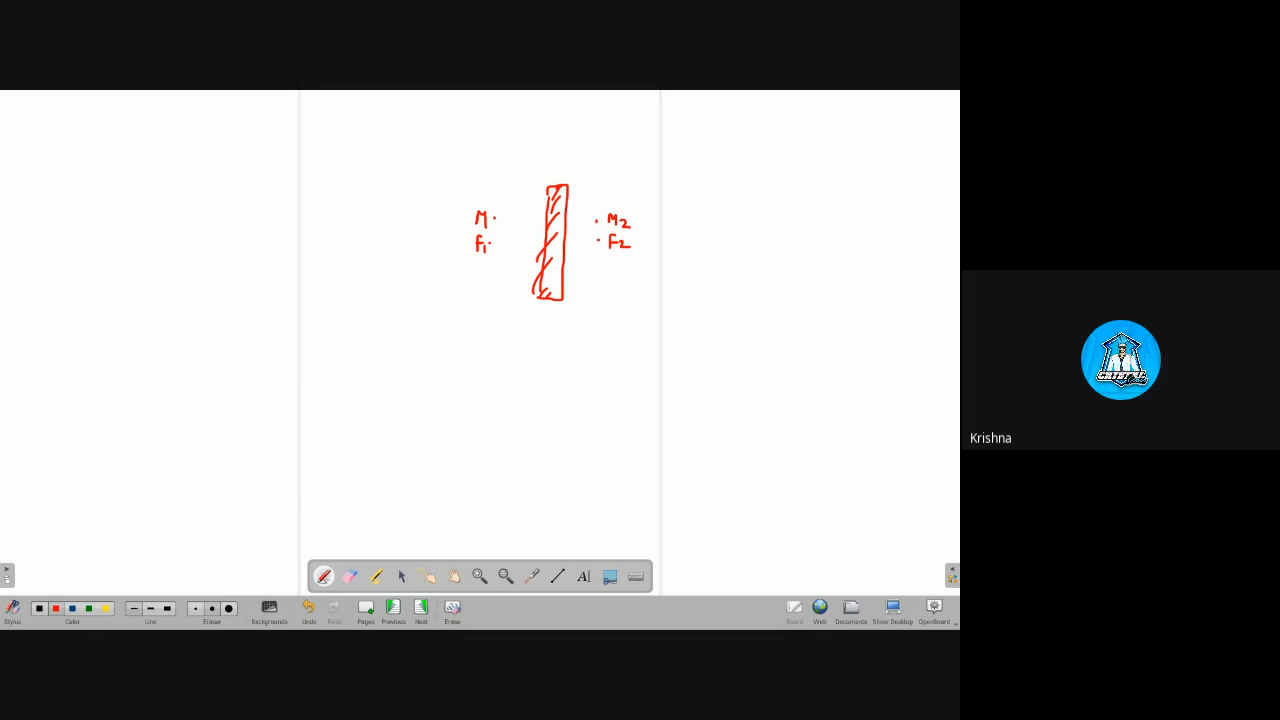 M . . M2
F1. . F2
Stylus
Color
Line
Eraser
Backgrounds
Undo
Redo
Pages
Previous
Next
Erase
Board
Web
Documents
Show Desktop
OpenBoard
Krishna